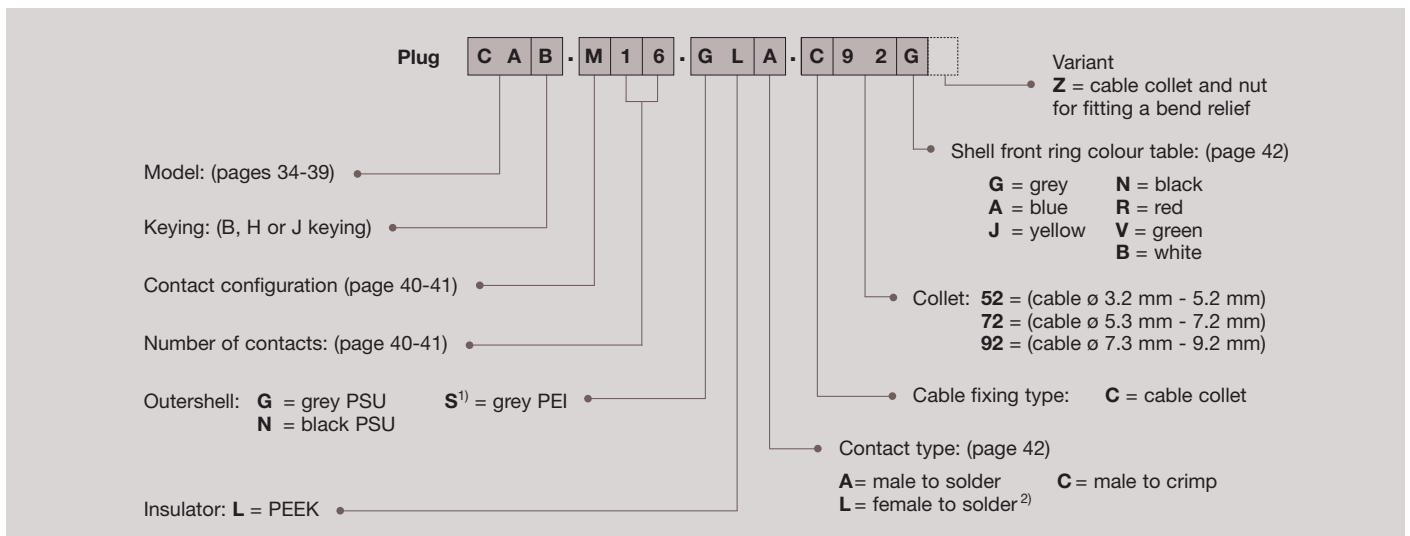 Plug CAB.M16.GLA.C92G
Variant
Z = cable collet and nut
for fitting a bend relief
Shell front ring colour table: (page 42)
G = grey N = black
A = blue R = red
J = yellow V = green
B = white
Model: (pages 34-39)
Keying: (B, H or J keying)
Contact configuration (page 40-41)
Number of contacts: (page 40-41)
Collet: 52 = (cable ø 3.2 mm - 5.2 mm)
72 = (cable ø 5.3 mm - 7.2 mm)
92 = (cable ø 7.3 mm - 9.2 mm)
Outershell: G = grey PSU S1) = grey PEI
N = black PSU
Cable fixing type: C = cable collet
Contact type: (page 42)
A= male to solder C= male to crimp
L= female to solder 2)
Insulator: L = PEEK